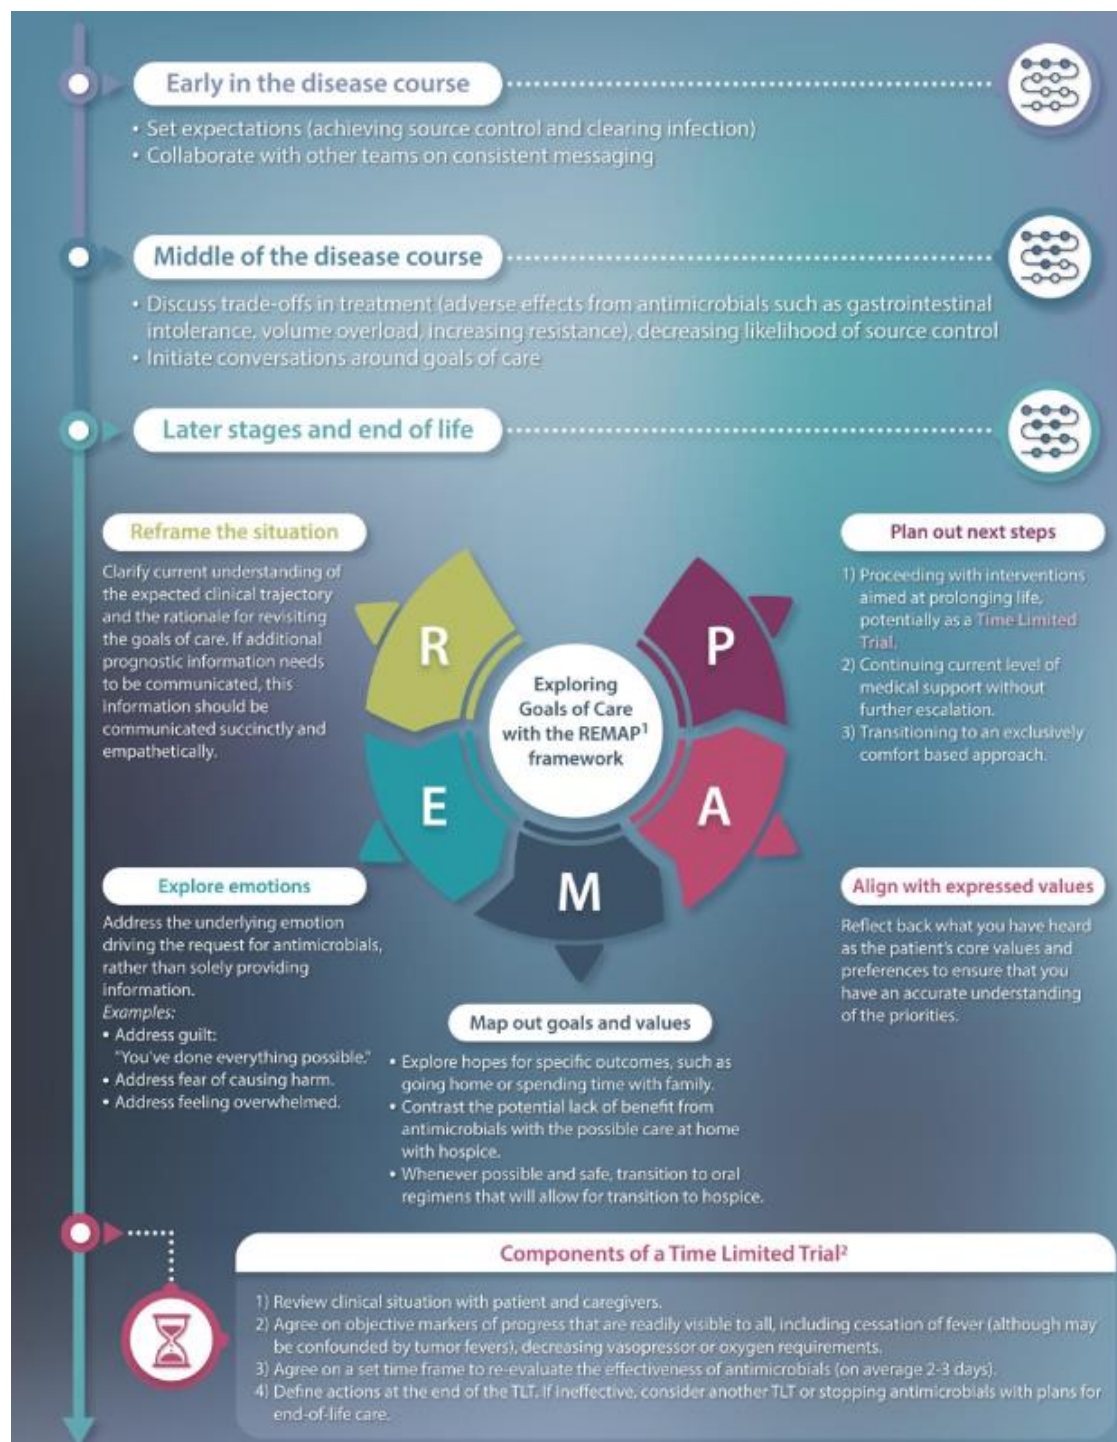 Early in the disease course
• Set expectations (achieving source control and clearing infection)
• Collaborate with other teams on consistent messaging
Middle of the disease course
• Discuss trade-offs in treatment (adverse effects from antimicrobials such as gastrointestinal
intolerance, volume overload, increasing resistance), decreasing likelihood of source control
• Initiate conversations around goals of care
Later stages and end of life
Reframe the situation
Clarify current understanding of
the expected clinical trajectory
and the rationale for revisiting
the goals of care. If additional
prognostic information needs
to be communicated, this
information should be
communicated succinctly and
empathetically.
Plan out next steps
1) Proceeding with interventions
aimed at prolonging life,
potentially as a Time Limited
Trial.
2) Continuing current level of
medical support without
further escalation.
3) Transitioning to an exclusively
comfort based approach.
R
P
Exploring
Goals of Care
with the REMAP¹
framework
E
A
M
Explore emotions
Address the underlying emotion
driving the request for antimicrobials,
rather than solely providing
information.
Examples:
• Address guilt:
"You've done everything possible."
• Address fear of causing harm.
• Address feeling overwhelmed.
Align with expressed values
Reflect back what you have heard
as the patient's core values and
preferences to ensure that you
have an accurate understanding
of the priorities.
Map out goals and values
• Explore hopes for specific outcomes, such as
going home or spending time with family.
• Contrast the potential lack of benefit from
antimicrobials with the possible care at home
with hospice.
• Whenever possible and safe, transition to oral
regimens that will allow for transition to hospice.
Components of a Time Limited Trial²
1) Review clinical situation with patient and caregivers.
2) Agree on objective markers of progress that are readily visible to all, including cessation of fever (although may
be confounded by tumor fevers), decreasing vasopressor or oxygen requirements.
3) Agree on a set time frame to re-evaluate the effectiveness of antimicrobials (on average 2-3 days).
4) Define actions at the end of the TLT. If ineffective, consider another TLT or stopping antimicrobials with plans for
end-of-life care.